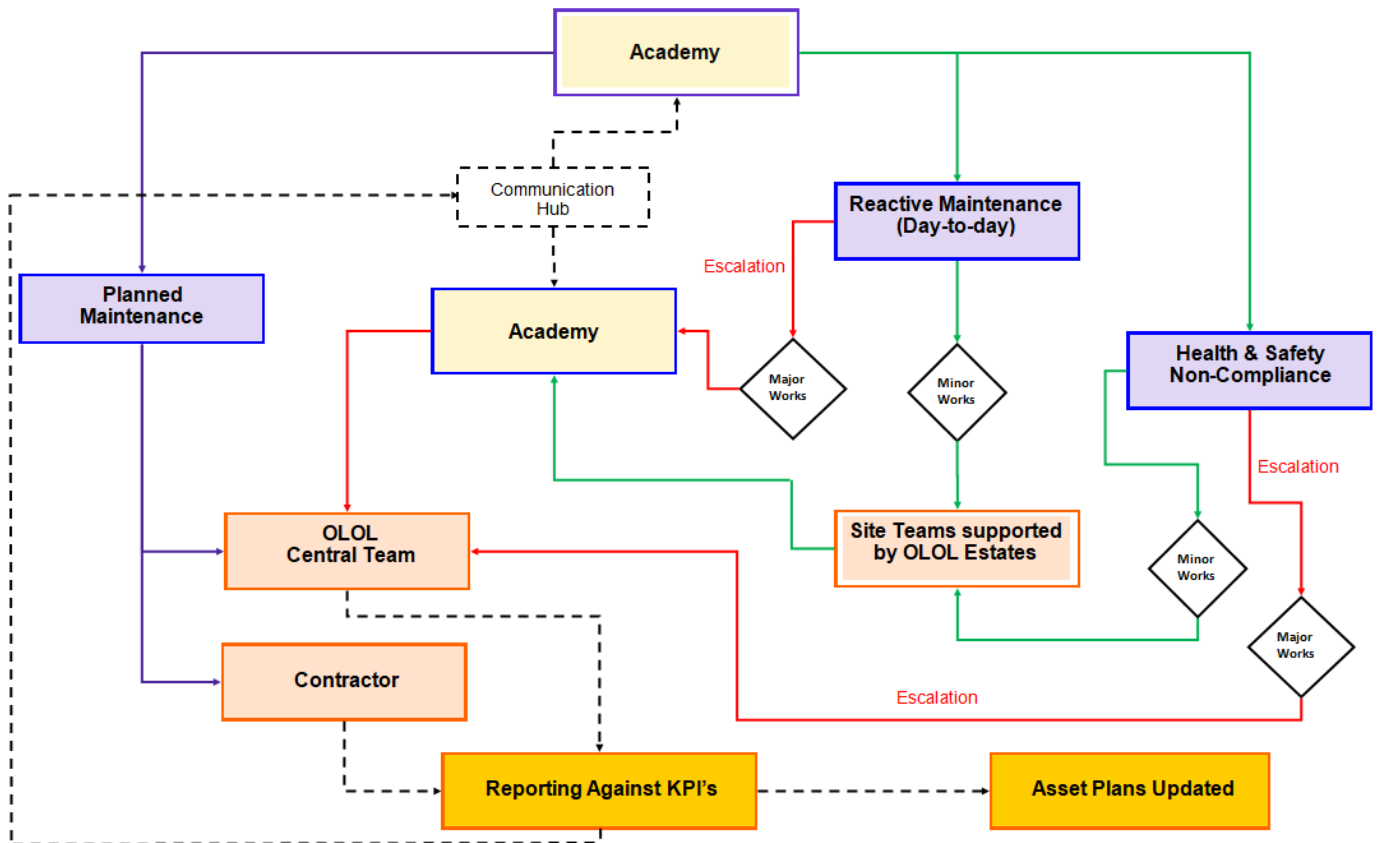 Academy
Communication
Hub
Reactive Maintenance
(Day-to-day)
Escalation
Planned
Maintenance
Academy
Major
Works
Minor
Works
Health & Safety
Non-Compliance
Escalation
OLOL
Central Team
Site Teams supported
by OLOL Estates
Minor
Works
Major
Works
Contractor
Escalation
Reporting Against KPI's
Asset Plans Updated